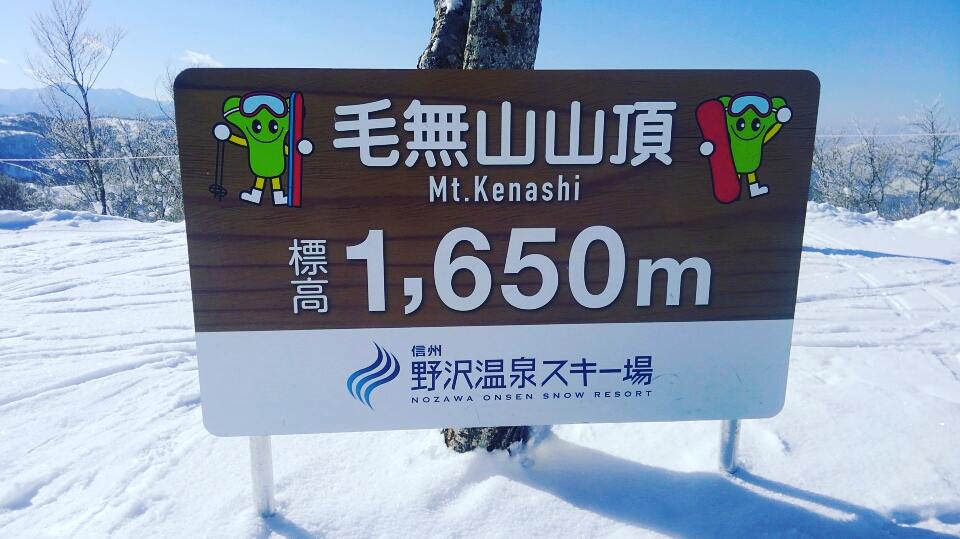 毛無山山頂
Mt.Kenashi
標高 1,650m
信州
野沢温泉スキー場
NOZAWA ONSEN SNOW RESORT